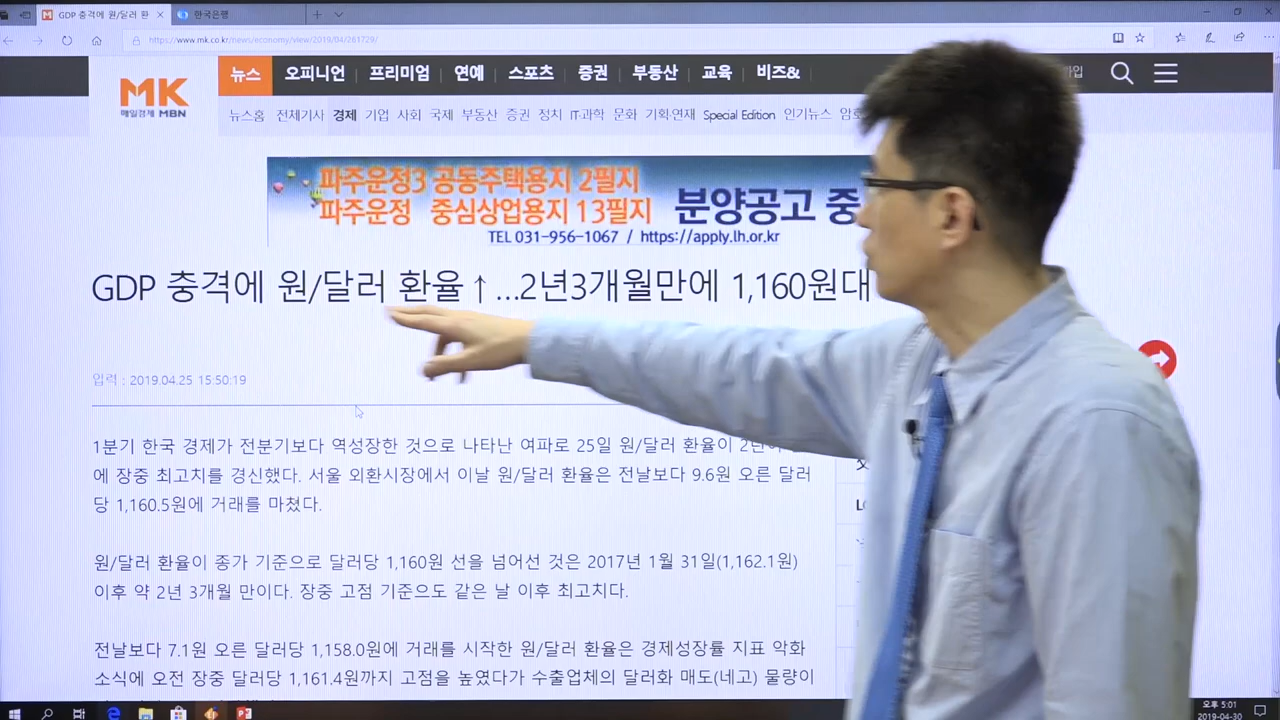 GDP 충격에 원/달러 환
한국은행
https://www.mk.co.kr/news/economy/view/2019/04/261729/
MK
매일경제 MBN
뉴스 오피니언 프리미엄 연예 스포츠 증권 부동산 교육 비즈&
뉴스홈 전체기사 경제 기업 사회 국제 부동산 증권 정치 IT·과학 문화 기획·연재 Special Edition 인기뉴스
파주운정3 공동주택용지 2필지
파주운정 중심상업용지 13필지
분양공고 중
TEL 031-956-1067 / https://apply.lh.or.kr
GDP 충격에 원/달러 환율↑…2년3개월만에 1,160원대
입력 : 2019.04.25 15:50:19
1분기 한국 경제가 전분기보다 역성장한 것으로 나타난 여파로 25일 원/달러 환율이
에 장중 최고치를 경신했다. 서울 외환시장에서 이날 원/달러 환율은 전날보다 9.6원 오른 달러
당 1,160.5원에 거래를 마쳤다.
원/달러 환율이 종가 기준으로 달러당 1,160원 선을 넘어선 것은 2017년 1월 31일(1,162.1원)
이후 약 2년 3개월 만이다. 장중 고점 기준으로도 같은 날 이후 최고치다.
전날보다 7.1원 오른 달러당 1,158.0원에 거래를 시작한 원/달러 환율은 경제성장률 지표 악화
소식에 오전 장중 달러당 1,161.4원까지 고점을 높였다가 수출업체의 달러화 매도(네고) 물량이
오후 5:01
2019-04-30